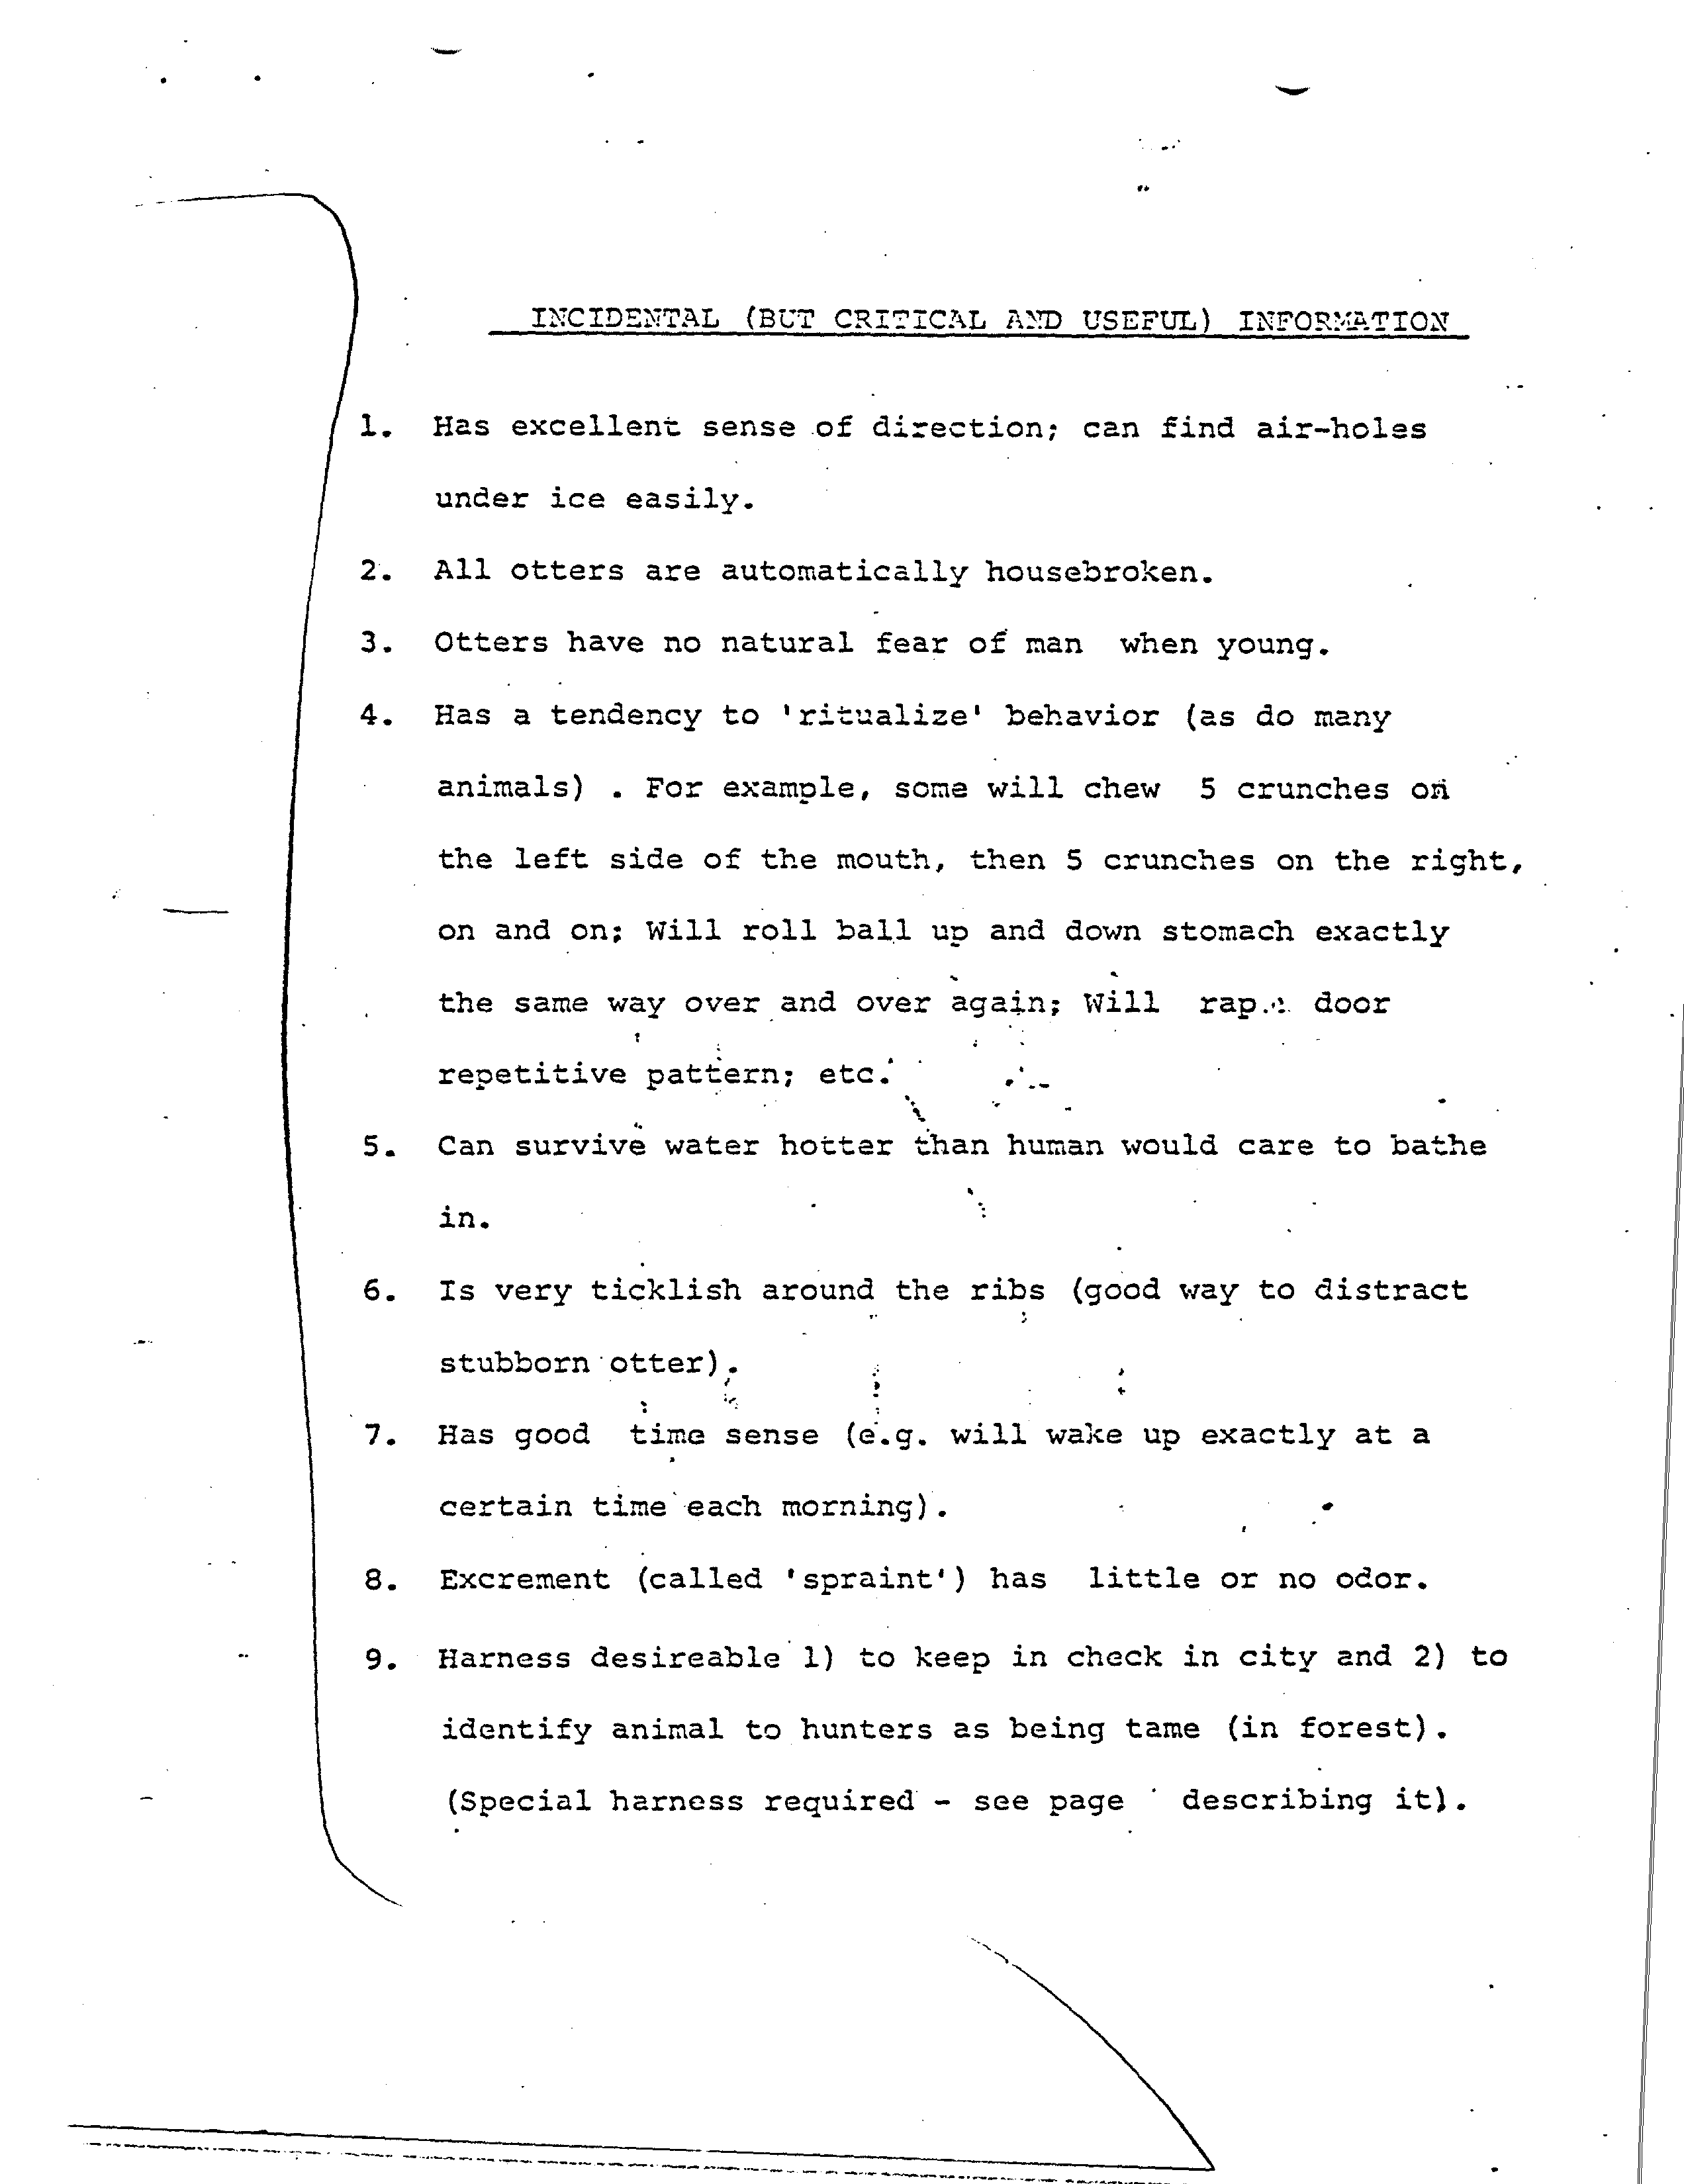 INCIDENTAL (BUT CRITICAL AND USEFUL) INFORMATION
1. Has excellent sense of direction; can find air-holes
under ice easily.
2. All otters are automatically housebroken.
3. Otters have no natural fear of man when young.
4. Has a tendency to 'ritualize' behavior (as do many
animals) . For example, some will chew 5 crunches on
the left side of the mouth, then 5 crunches on the right,
on and on; Will roll ball up and down stomach exactly
the same way over and over again; Will rap door
repetitive pattern; etc.
5. Can survive water hotter than human would care to bathe
in.
6. Is very ticklish around the ribs (good way to distract
stubborn otter).
7. Has good time sense (e.g. will wake up exactly at a
certain time each morning).
8. Excrement (called 'spraint') has little or no odor.
9. Harness desireable 1) to keep in check in city and 2) to
identify animal to hunters as being tame (in forest).
(Special harness required - see page describing it).